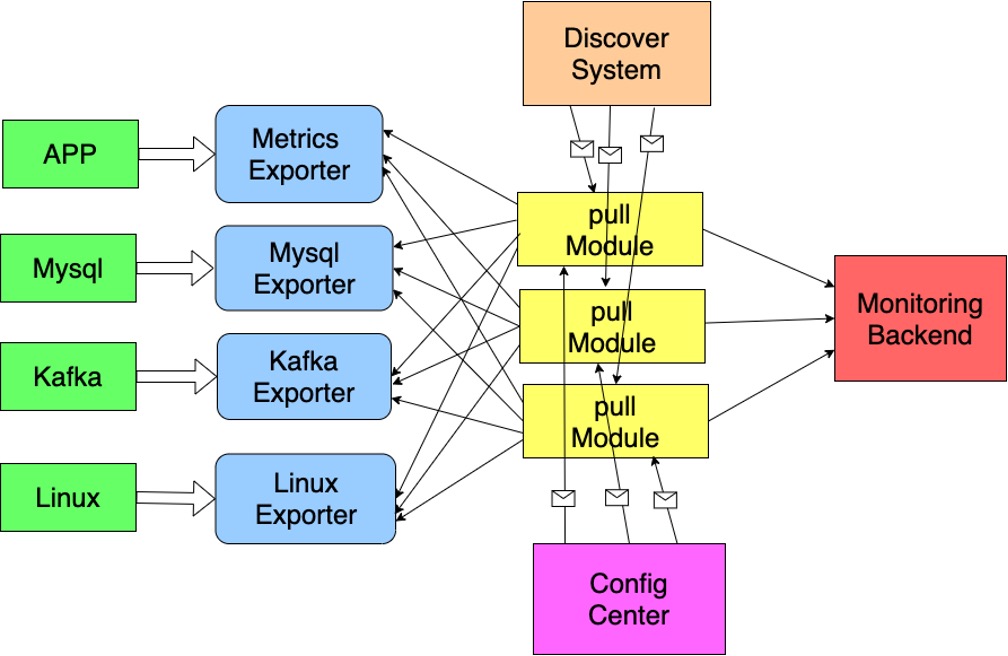 Discover
System
APP
Metrics
Exporter
pull
Module
Mysql
Mysql
Exporter
pull
Module
Monitoring
Backend
Kafka
Kafka
Exporter
pull
Module
Linux
Linux
Exporter
Config
Center